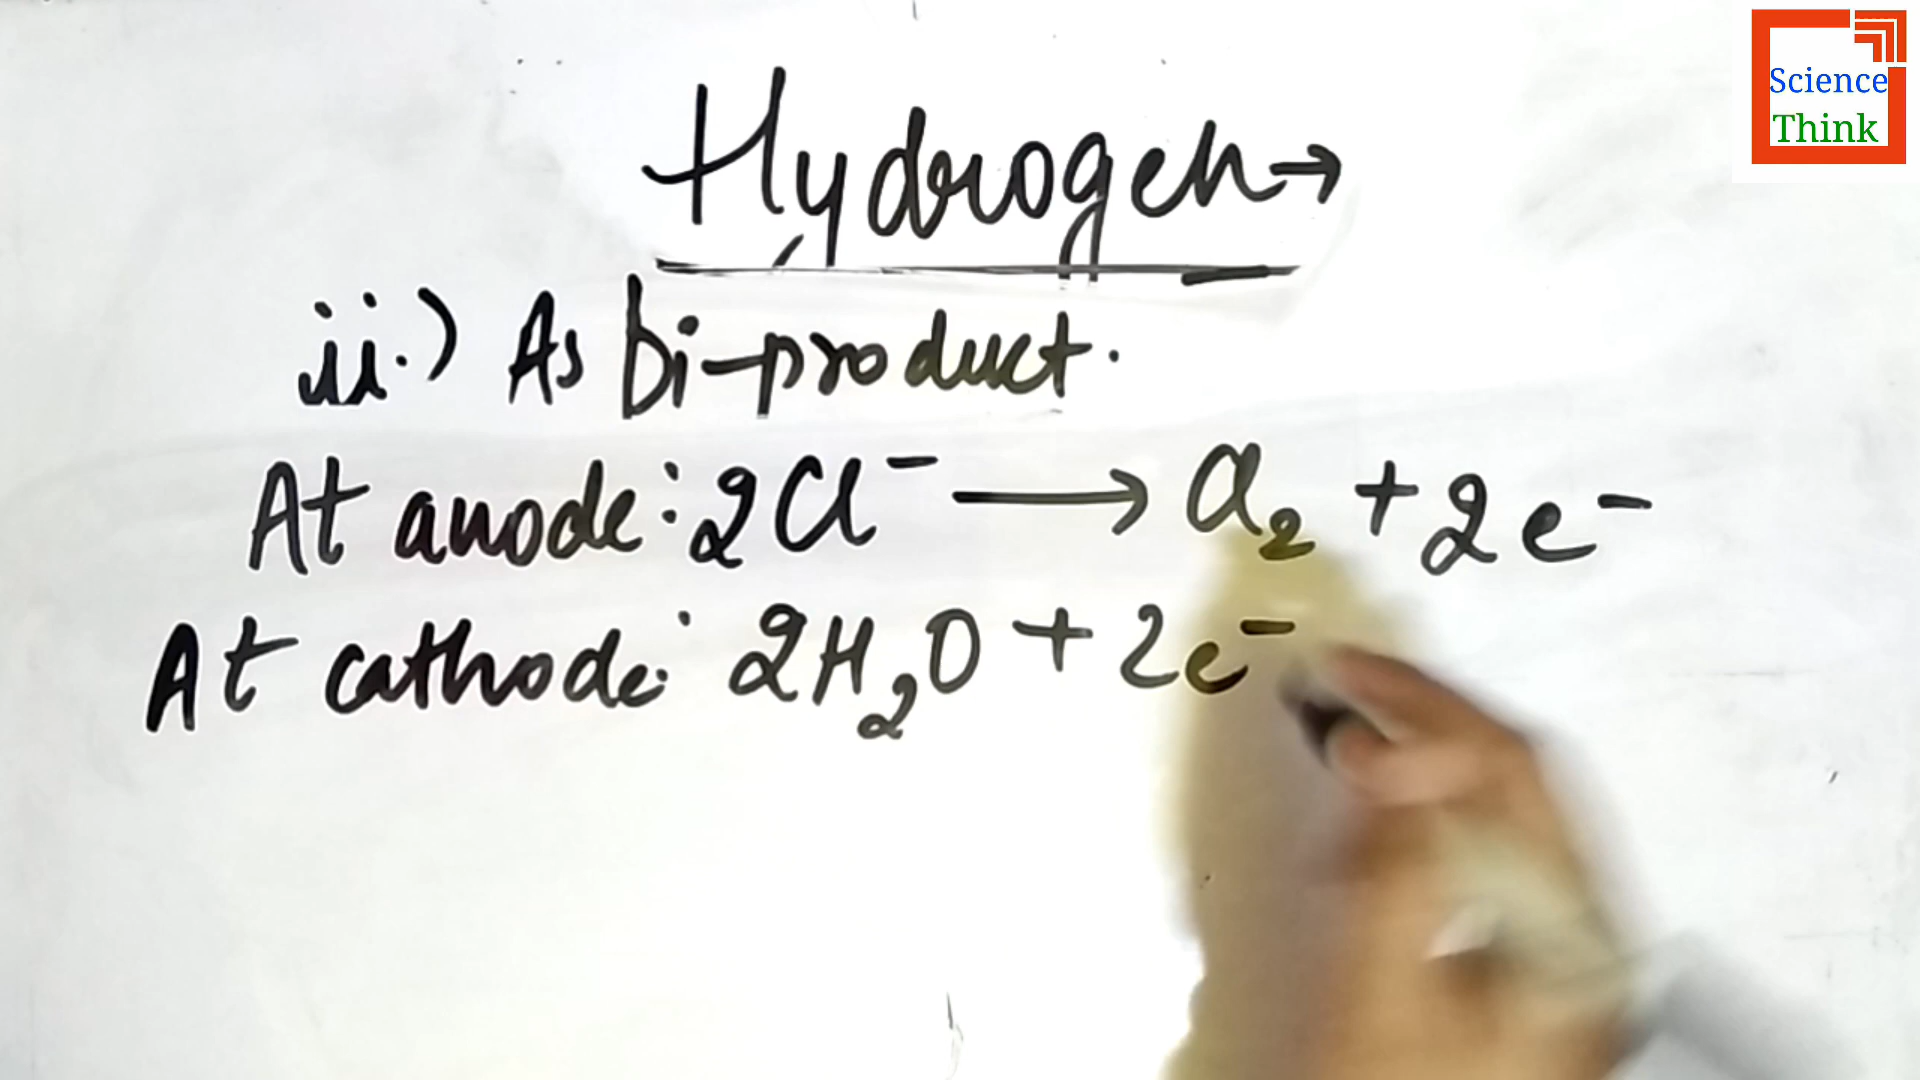 Science
Think
Hydrogen→
ii.) As bi-product.
At anode: 2Cl⁻ ⟶ Cl₂ + 2e⁻
At cathode: 2H₂O + 2e⁻